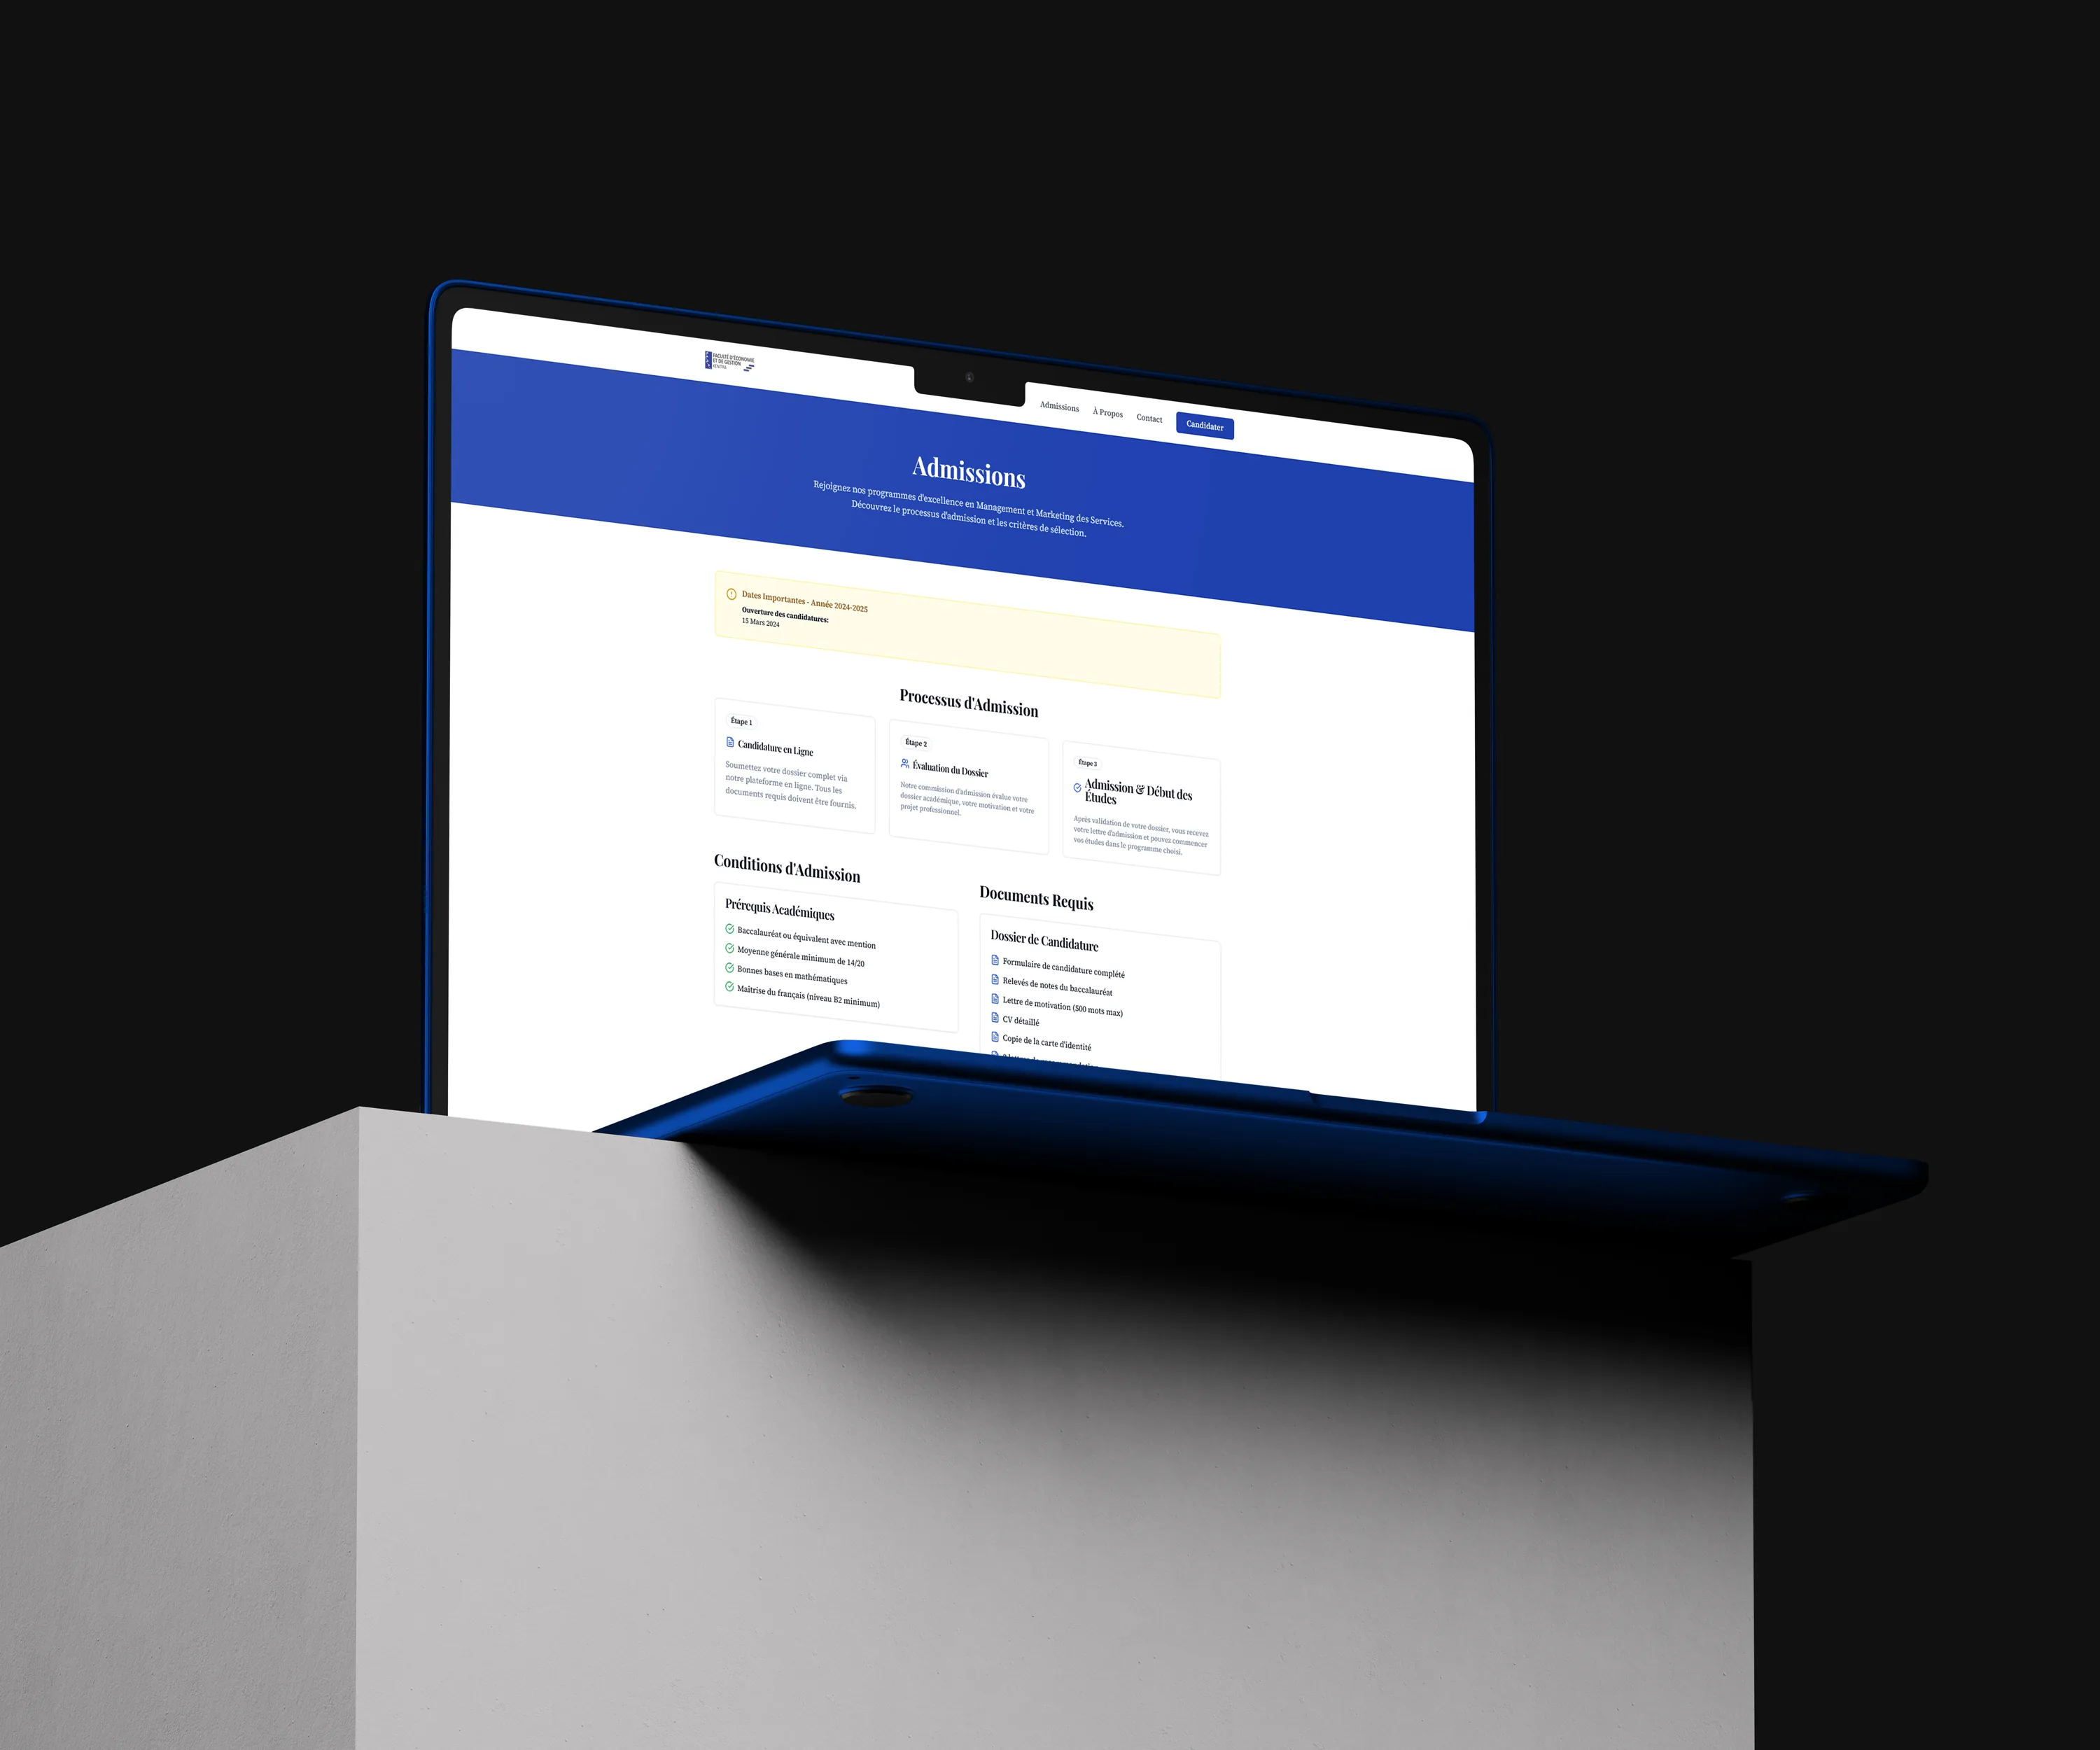 FACULTÉ D'ÉCONOMIE
ET DE GESTION
KENITRA
Admissions
À Propos
Contact
Candidater
Admissions
Rejoignez nos programmes d'excellence en Management et Marketing des Services.
Découvrez le processus d'admission et les critères de sélection.
Dates Importantes - Année 2024-2025
Ouverture des candidatures:
15 Mars 2024
Processus d'Admission
Étape 1
Candidature en Ligne
Soumettez votre dossier complet via
notre plateforme en ligne. Tous les
documents requis doivent être fournis.
Étape 2
Évaluation du Dossier
Notre commission d'admission évalue votre
dossier académique, votre motivation et votre
projet professionnel.
Étape 3
Admission & Début des
Études
Après validation de votre dossier, vous recevez
votre lettre d'admission et pouvez commencer
vos études dans le programme choisi.
Conditions d'Admission
Prérequis Académiques
Baccalauréat ou équivalent avec mention
Moyenne générale minimum de 14/20
Bonnes bases en mathématiques
Maîtrise du français (niveau B2 minimum)
Documents Requis
Dossier de Candidature
Formulaire de candidature complété
Relevés de notes du baccalauréat
Lettre de motivation (500 mots max)
CV détaillé
Copie de la carte d'identité